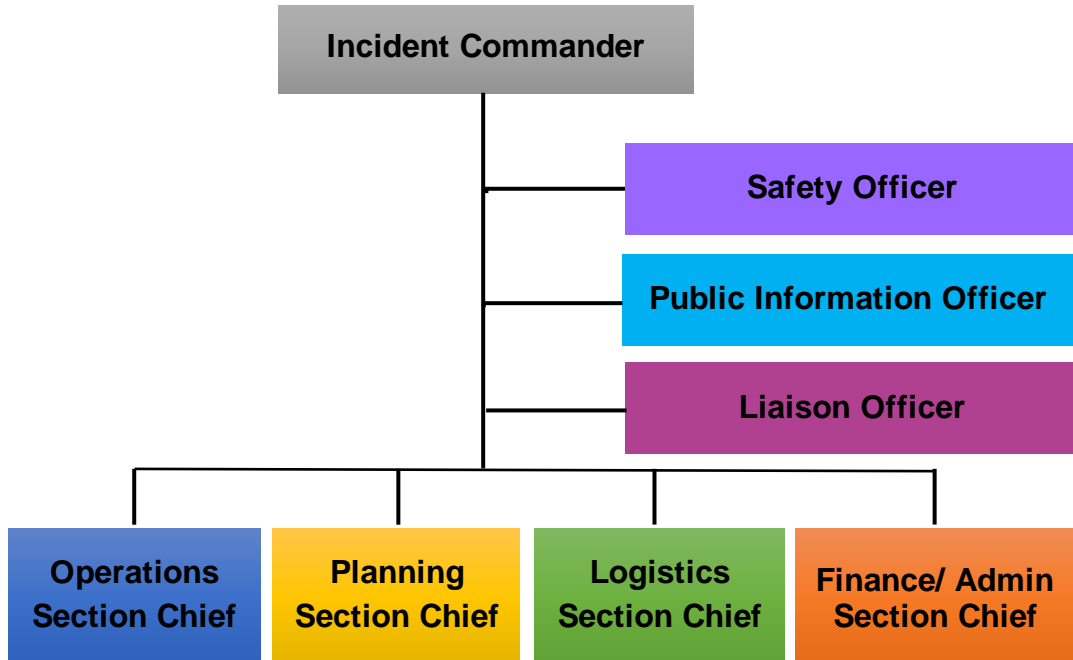 Incident Commander
Safety Officer
Public Information Officer
Liaison Officer
Operations
Section Chief
Planning
Section Chief
Logistics
Section Chief
Finance/ Admin
Section Chief